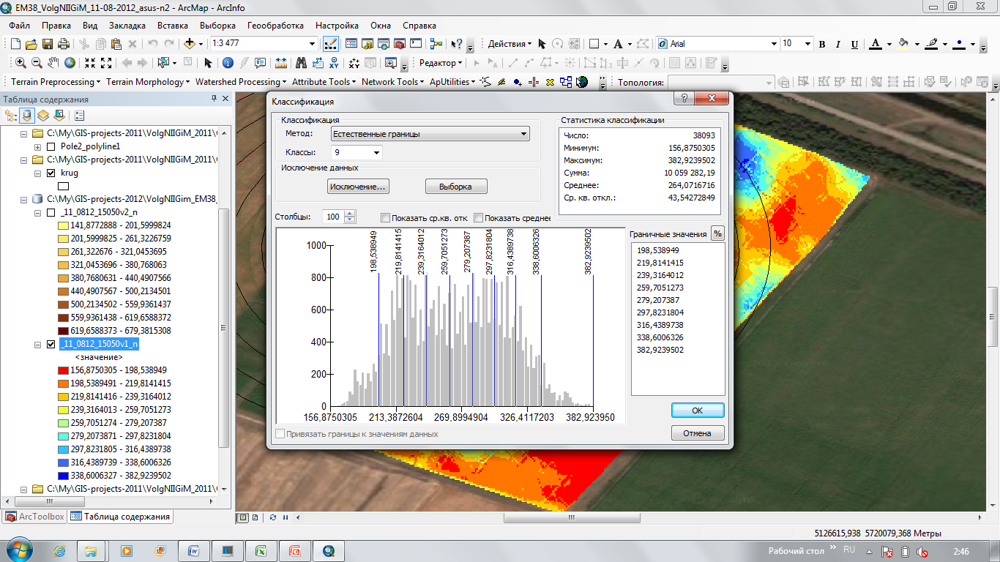 EM38_VolgNIIGiM_11-08-2012_asus-n2 - ArcMap - ArcInfo
Файл Правка Вид Закладка Вставка Выборка Геообработка Настройка Окна Справка
1:3 477 Действия Arial 10 B I U A
Редактор
Terrain Preprocessing Terrain Morphology Watershed Processing Attribute Tools Network Tools ApUtilities Топология:
Таблица содержания
C:\My\GIS-projects-2011\VolgNIIGiM_2011\
Pole2_polyline1
C:\My\GIS-projects-2011\VolgNIIGiM_2011\
krug
C:\My\GIS-projects-2012\VolgNIIGim_EM38_
_11_0812_15050v2_n
141,8772888 - 201,5999824
201,5999825 - 261,3226759
261,322676 - 321,0453695
321,0453696 - 380,768063
380,7680631 - 440,4907566
440,4907567 - 500,2134501
500,2134502 - 559,9361437
559,9361438 - 619,6588372
619,6588373 - 679,3815308
_11_0812_15050v1_n
<значение>
156,8750305 - 198,538949
198,5389491 - 219,8141415
219,8141416 - 239,3164012
239,3164013 - 259,7051273
259,7051274 - 279,207387
279,2073871 - 297,8231804
297,8231805 - 316,4389738
316,4389739 - 338,6006326
338,6006327 - 382,9239502
C:\My\GIS-projects-2011\VolgNIIGiM_2011\
ArcToolbox Таблица содержания
Классификация
Классификация
Метод: Естественные границы
Классы: 9
Исключение данных
Исключение... Выборка
Столбцы: 100 Показать ср.кв. отк Показать среднее
Статистика классификации
Число: 38093
Минимум: 156,8750305
Максимум: 382,9239502
Сумма: 10 059 282,19
Среднее: 264,0716716
Ср. кв. откл.: 43,54272849
198,538949
219,8141415
239,3164012
259,7051273
279,207387
297,8231804
316,4389738
338,6006326
382,9239502
1000
800
600
400
200
0
156,8750305 213,3872604 269,8994904 326,4117203 382,923950
Граничные значения %
198,538949
219,8141415
239,3164012
259,7051273
279,207387
297,8231804
316,4389738
338,6006326
382,9239502
OK
Отмена
Привязать границы к значениям данных
5126615,938 5720079,368 Метры
Рабочий стол » RU 2:46